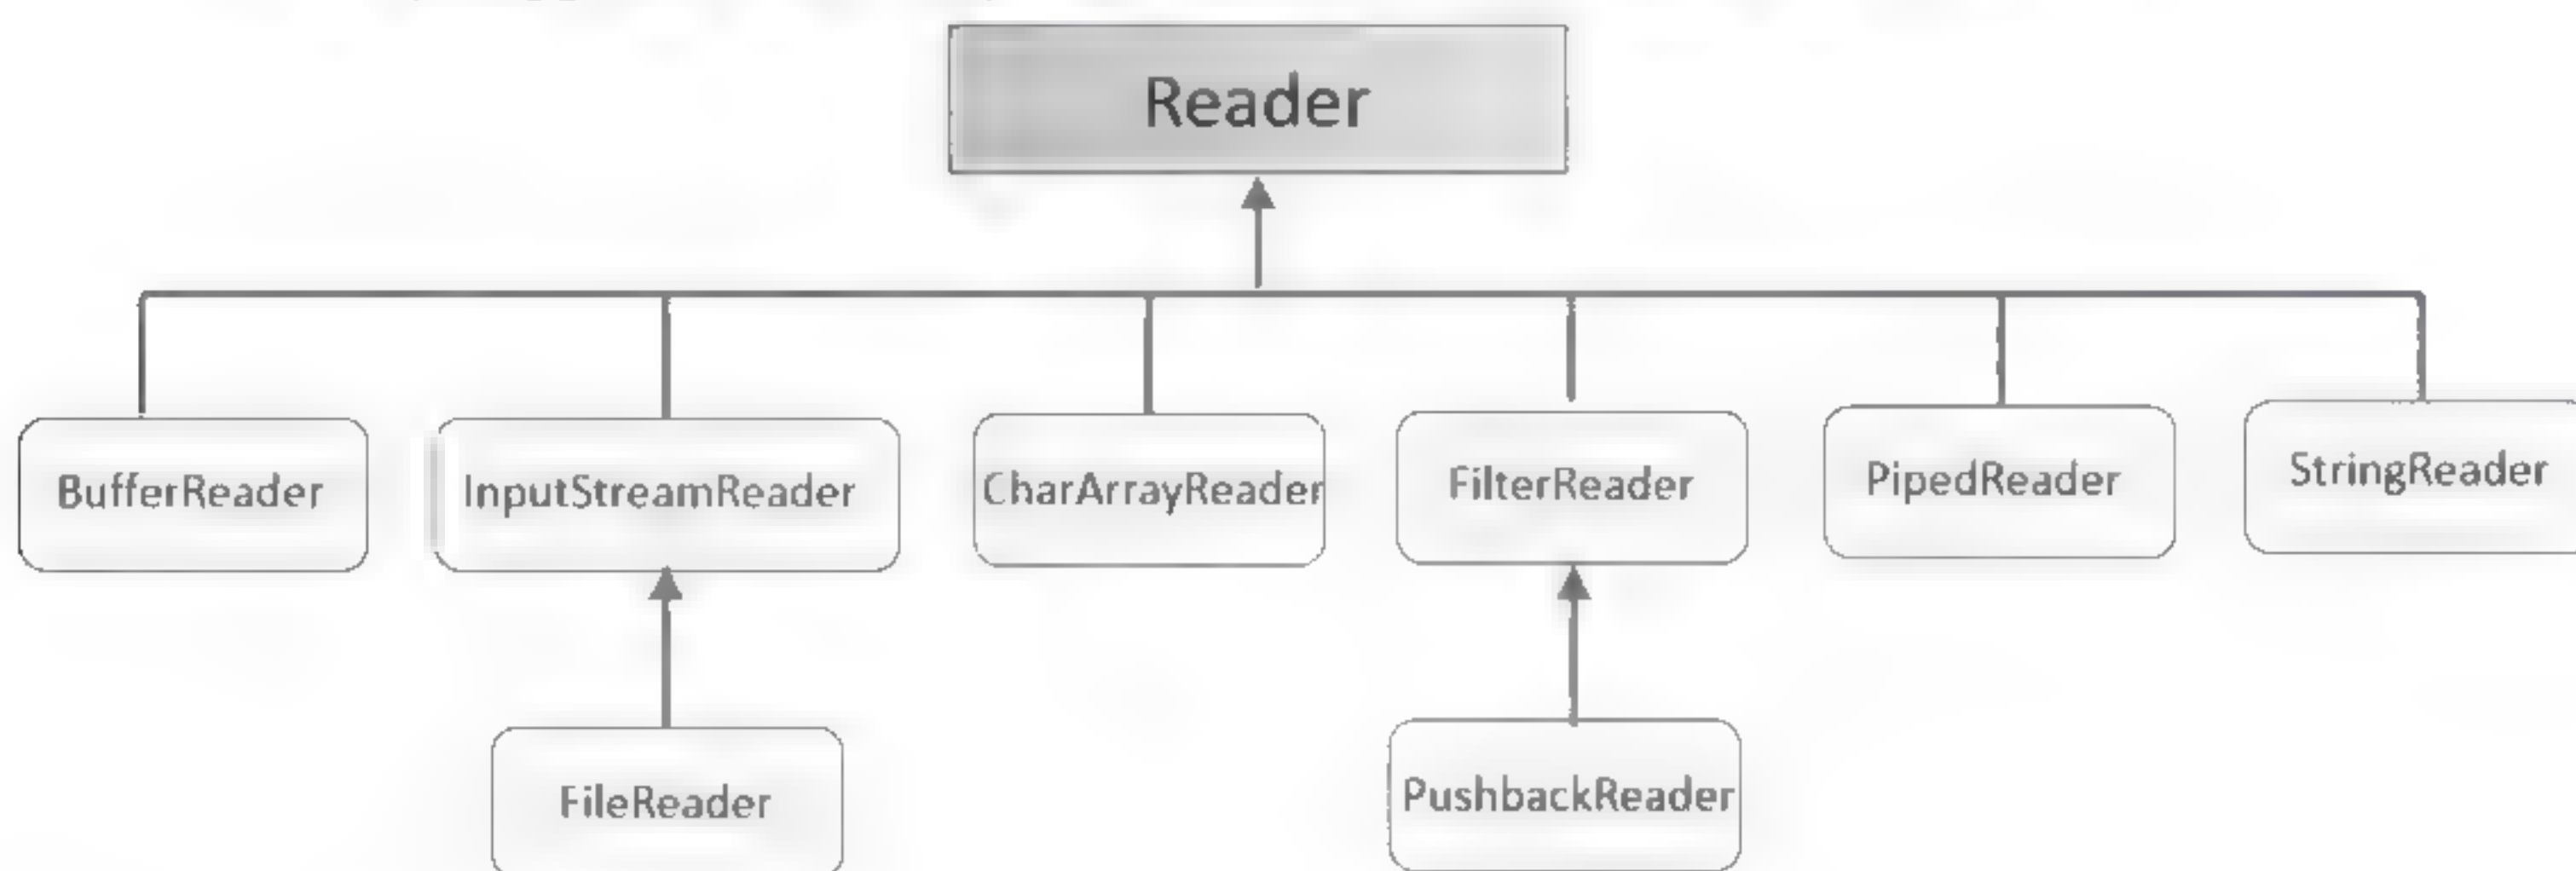 Reader
BufferReader
InputStreamReader
CharArrayReader
FilterReader
PipedReader
StringReader
FileReader
PushbackReader